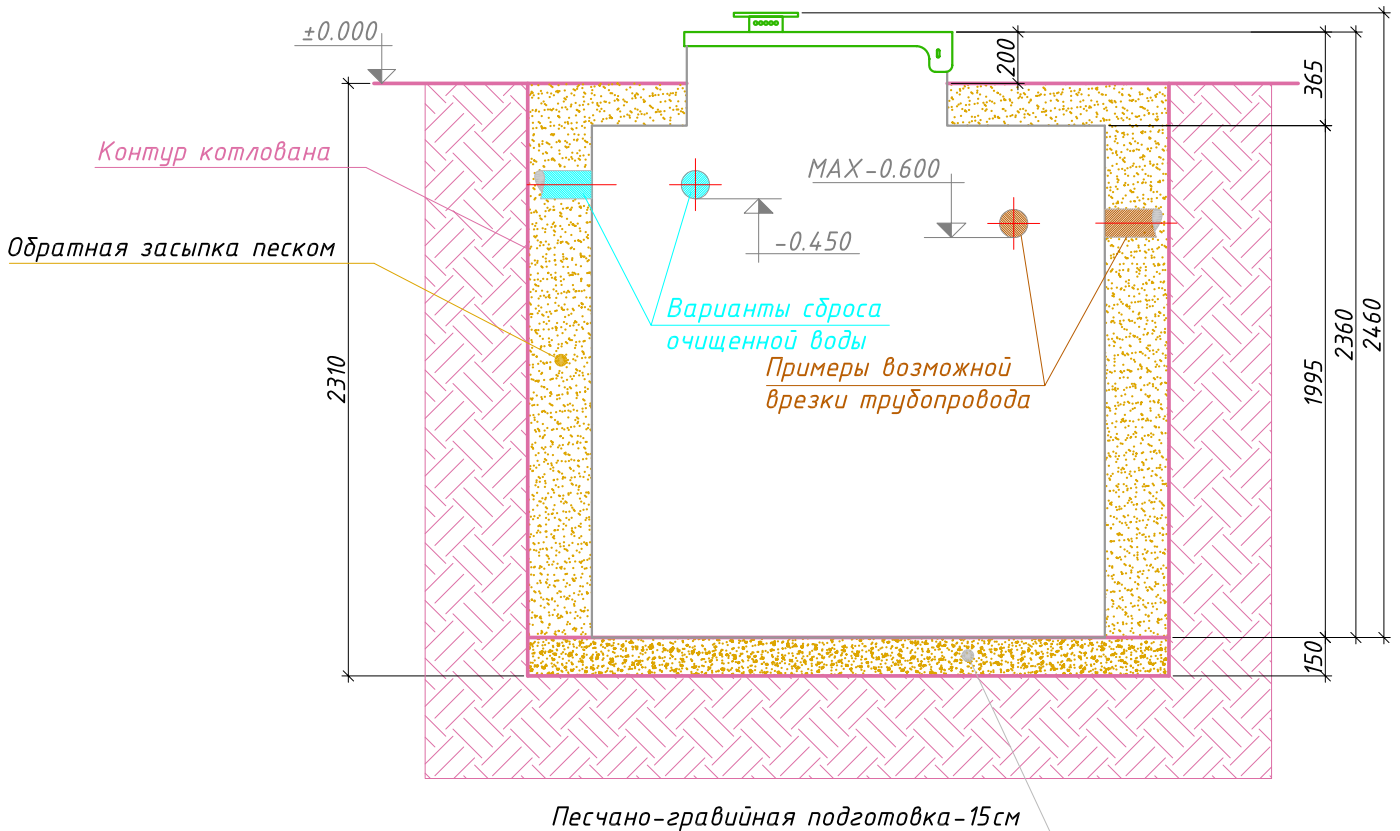 ±0.000
200
365
Контур котлована
MAX-0.600
Обратная засыпка песком
-0.450
Варианты сброса
очищенной воды
Примеры возможной
врезки трубопровода
2310
1995
2360
2460
150
Песчано-гравийная подготовка-15см